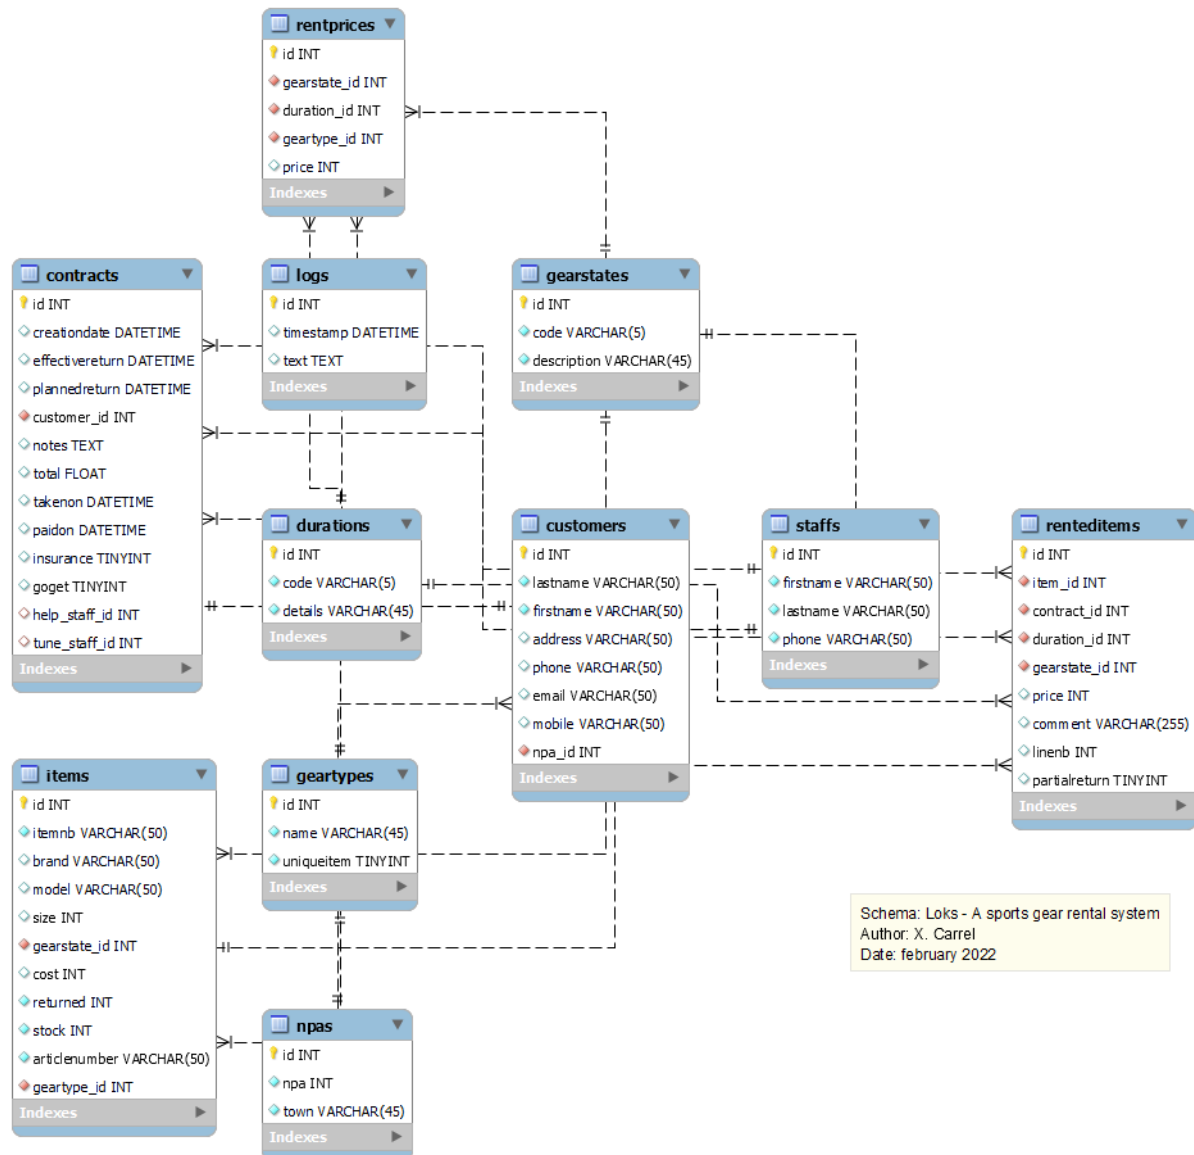 rentprices
id INT
gearstate_id INT
duration_id INT
geartype_id INT
price INT
Indexes
contracts
id INT
creationdate DATETIME
effectivereturn DATETIME
plannedreturn DATETIME
customer_id INT
notes TEXT
total FLOAT
takenon DATETIME
paidon DATETIME
insurance TINYINT
goget TINYINT
help_staff_id INT
tune_staff_id INT
Indexes
logs
id INT
timestamp DATETIME
text TEXT
Indexes
gearstates
id INT
code VARCHAR(5)
description VARCHAR(45)
Indexes
durations
id INT
code VARCHAR(5)
details VARCHAR(45)
Indexes
customers
id INT
lastname VARCHAR(50)
firstname VARCHAR(50)
address VARCHAR(50)
phone VARCHAR(50)
email VARCHAR(50)
mobile VARCHAR(50)
npa_id INT
Indexes
staffs
id INT
firstname VARCHAR(50)
lastname VARCHAR(50)
phone VARCHAR(50)
Indexes
renteditems
id INT
item_id INT
contract_id INT
duration_id INT
gearstate_id INT
price INT
comment VARCHAR(255)
linenb INT
partialreturn TINYINT
Indexes
items
id INT
itemnb VARCHAR(50)
brand VARCHAR(50)
model VARCHAR(50)
size INT
gearstate_id INT
cost INT
returned INT
stock INT
articlenumber VARCHAR(50)
geartype_id INT
Indexes
geartypes
id INT
name VARCHAR(45)
uniqueitem TINYINT
Indexes
npas
id INT
npa INT
town VARCHAR(45)
Indexes
Schema: Loks - A sports gear rental system
Author: X. Carrel
Date: february 2022